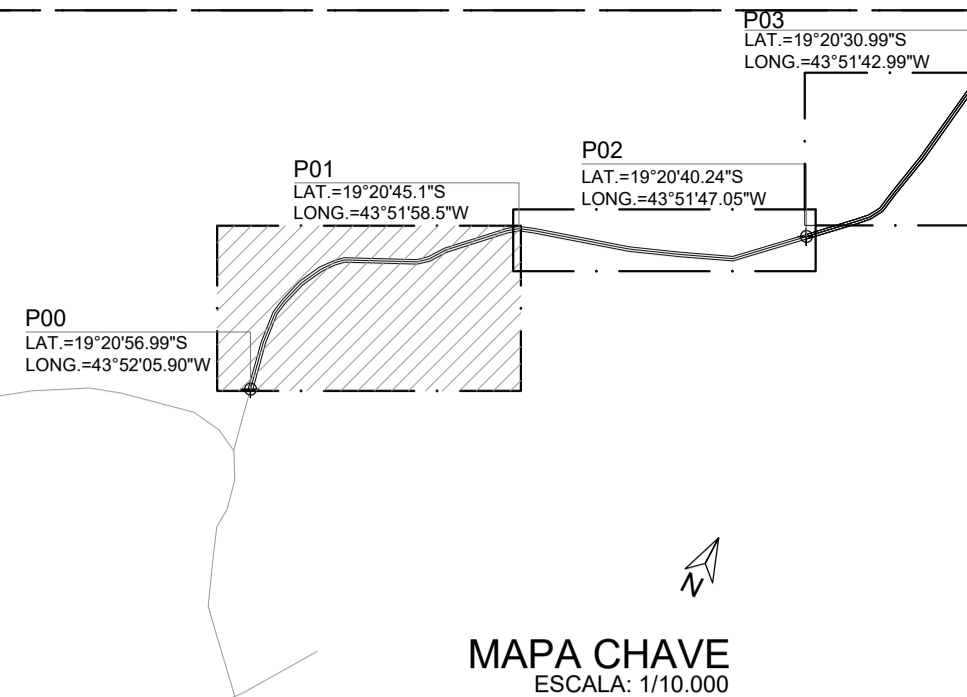 P03
LAT.=19°20'30.99"S
LONG.=43°51'42.99"W
P02
LAT.=19°20'40.24"S
LONG.=43°51'47.05"W
P01
LAT.=19°20'45.1"S
LONG.=43°51'58.5"W
P00
LAT.=19°20'56.99"S
LONG.=43°52'05.90"W
N
MAPA CHAVE
ESCALA: 1/10.000